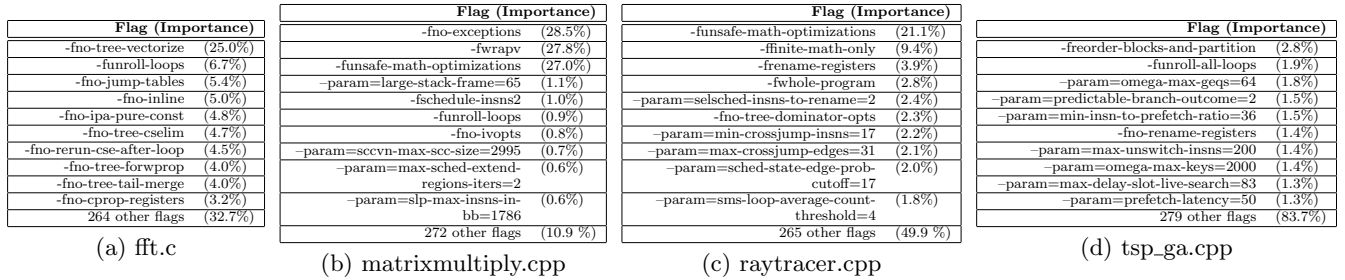 Flag (Importance)
-fno-tree-vectorize (25.0%)
-funroll-loops (6.7%)
-fno-jump-tables (5.4%)
-fno-inline (5.0%)
-fno-ipa-pure-const (4.8%)
-fno-tree-cselim (4.7%)
-fno-rerun-cse-after-loop (4.5%)
-fno-tree-forwprop (4.0%)
-fno-tree-tail-merge (4.0%)
-fno-cprop-registers (3.2%)
264 other flags (32.7%)
(a) fft.c
Flag (Importance)
-fno-exceptions (28.5%)
-fwrapv (27.8%)
-funsafe-math-optimizations (27.0%)
–param=large-stack-frame=65 (1.1%)
-fschedule-insns2 (1.0%)
-funroll-loops (0.9%)
-fno-ivopts (0.8%)
–param=sccvn-max-scc-size=2995 (0.7%)
–param=max-sched-extend- (0.6%)
regions-iters=2
–param=slp-max-insns-in- (0.6%)
bb=1786
272 other flags (10.9 %)
(b) matrixmultiply.cpp
Flag (Importance)
-funsafe-math-optimizations (21.1%)
-ffinite-math-only (9.4%)
-frename-registers (3.9%)
-fwhole-program (2.8%)
–param=selsched-insns-to-rename=2 (2.4%)
-fno-tree-dominator-opts (2.3%)
–param=min-crossjump-insns=17 (2.2%)
–param=max-crossjump-edges=31 (2.1%)
–param=sched-state-edge-prob- (2.0%)
cutoff=17
–param=sms-loop-average-count- (1.8%)
threshold=4
265 other flags (49.9 %)
(c) raytracer.cpp
Flag (Importance)
-freorder-blocks-and-partition (2.8%)
-funroll-all-loops (1.9%)
–param=omega-max-geqs=64 (1.8%)
–param=predictable-branch-outcome=2 (1.5%)
–param=min-insn-to-prefetch-ratio=36 (1.5%)
-fno-rename-registers (1.4%)
–param=max-unswitch-insns=200 (1.4%)
–param=omega-max-keys=2000 (1.4%)
–param=max-delay-slot-live-search=83 (1.3%)
–param=prefetch-latency=50 (1.3%)
279 other flags (83.7%)
(d) tsp_ga.cpp